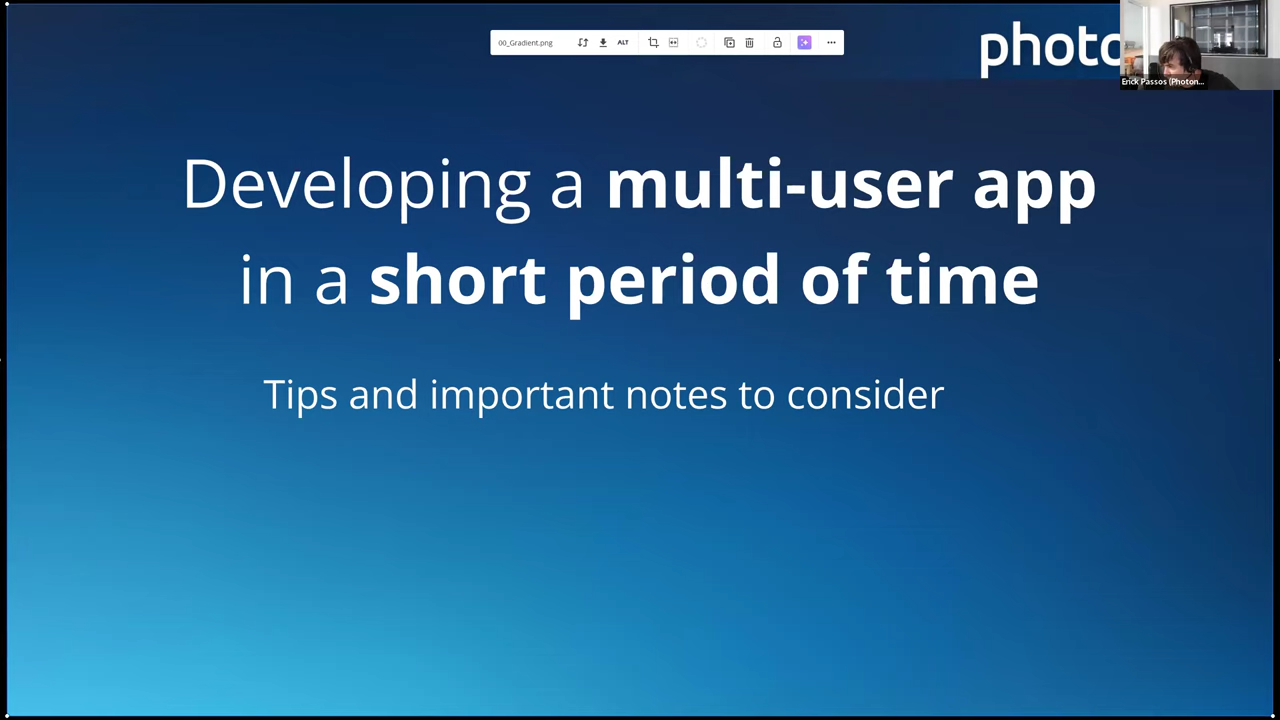 00_Gradient.png
ALT
photo
Erick Passos (Photon...
Developing a multi-user app
in a short period of time
Tips and important notes to consider